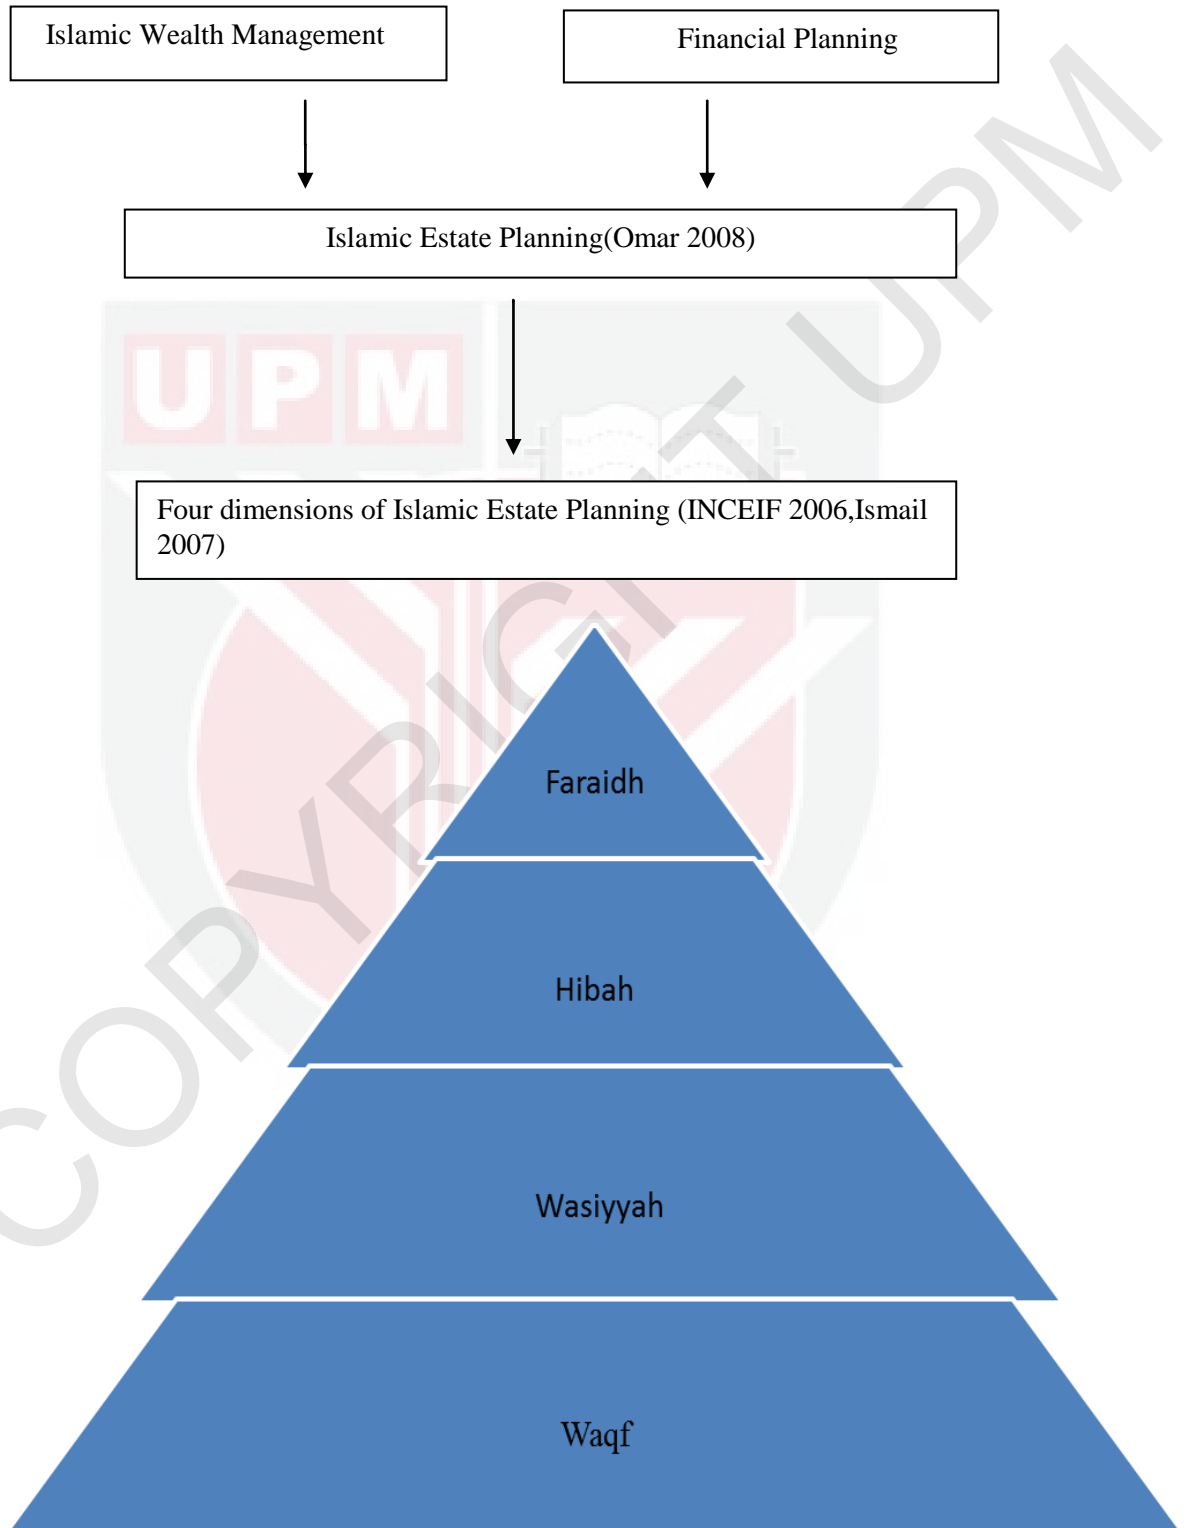 Islamic Wealth Management
Financial Planning
Islamic Estate Planning(Omar 2008)
UPM
Four dimensions of Islamic Estate Planning (INCEIF 2006,Ismail
2007)
Faraidh
Hibah
Wasiyyah
Waqf
COPYRIGHT UPM